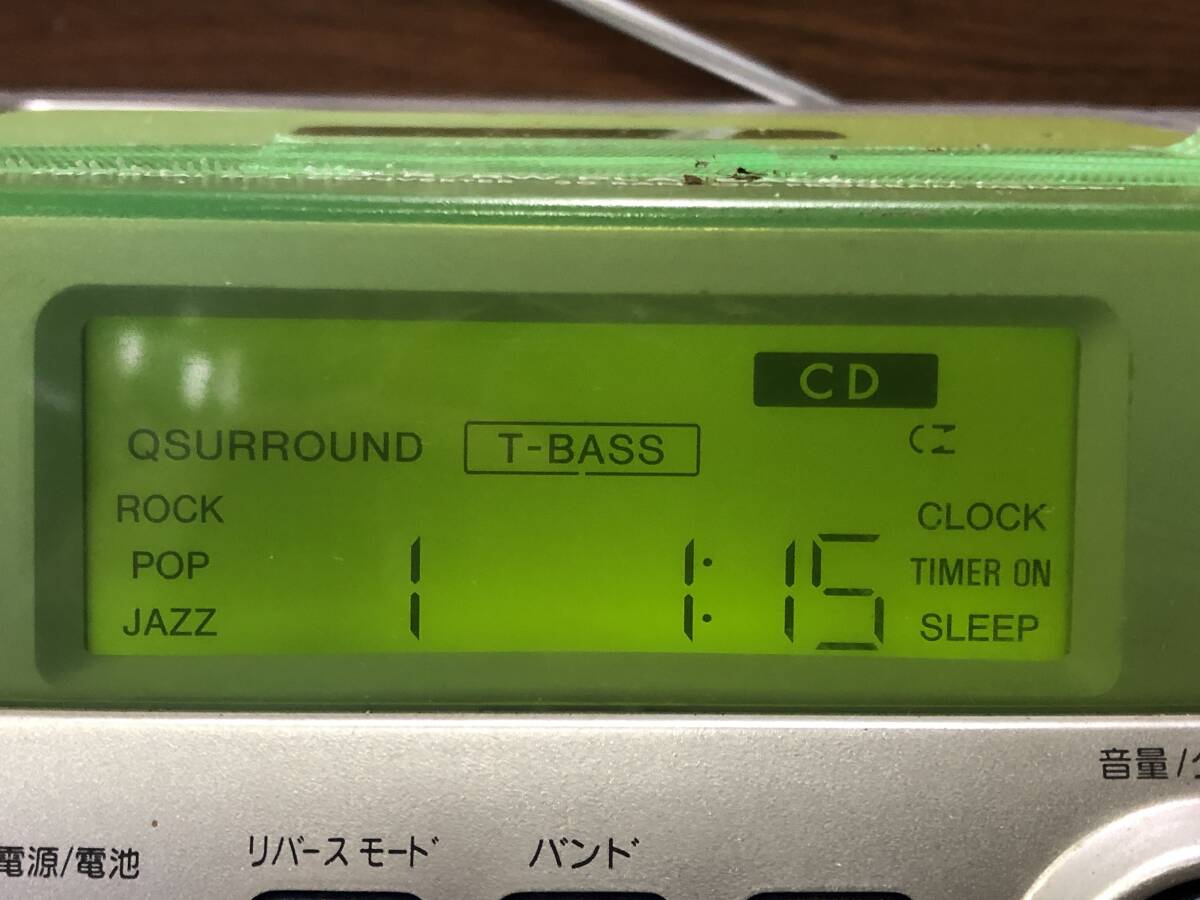 CD
QSURROUND T-BASS
ROCK CLOCK
POP 1 1:15 TIMER ON
JAZZ SLEEP
音量/
電源/電池 リバース モード バンド